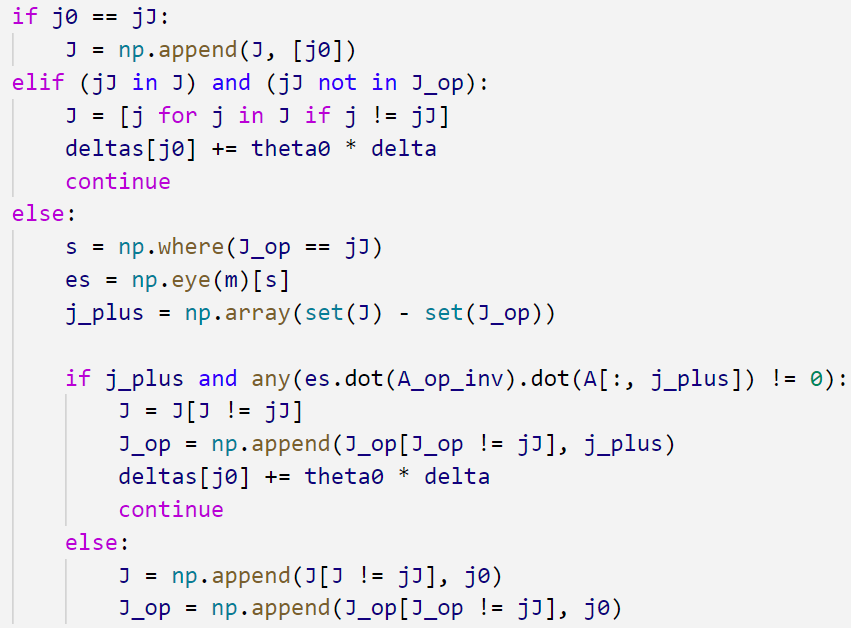 if j0 == jJ:
    J = np.append(J, [j0])
elif (jJ in J) and (jJ not in J_op):
    J = [j for j in J if j != jJ]
    deltas[j0] += theta0 * delta
    continue
else:
    s = np.where(J_op == jJ)
    es = np.eye(m)[s]
    j_plus = np.array(set(J) - set(J_op))

    if j_plus and any(es.dot(A_op_inv).dot(A[:, j_plus]) != 0):
        J = J[J != jJ]
        J_op = np.append(J_op[J_op != jJ], j_plus)
        deltas[j0] += theta0 * delta
        continue
    else:
        J = np.append(J[J != jJ], j0)
        J_op = np.append(J_op[J_op != jJ], j0)